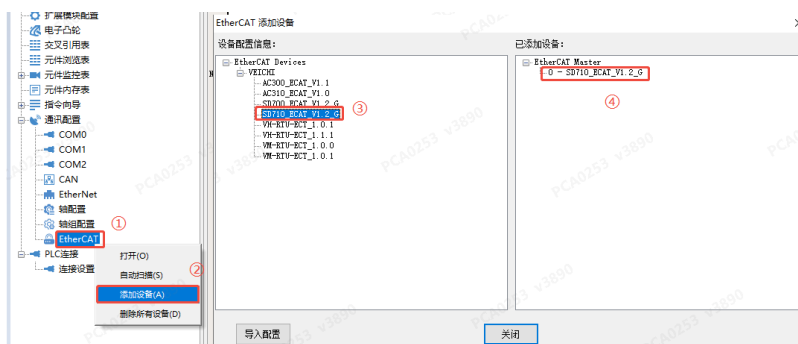 扩展模块配置
电子凸轮
交叉引用表
元件浏览表
元件监控表
元件内存表
指令向导
通讯配置
COM0
COM1
COM2
CAN
EtherNet
轴配置
轴组配置
①
EtherCAT
PLC连接
连接设置
打开(O)
自动扫描(S)
②
添加设备(A)
删除所有设备(D)
EtherCAT 添加设备
设备配置信息:
EtherCAT Devices
VEICHI
AC300_ECAT_V1.1
AC310_ECAT_V1.0
SD700_ECAT_V1.2_G
SD710_ECAT_V1.2_G
③
VH-RTU-ECT_1.0.1
VH-RTU-ECT_1.1.1
VM-RTU-ECT_1.0.0
VM-RTU-ECT_1.0.1
已添加设备:
EtherCAT Master
0 - SD710_ECAT_V1.2_G
④
导入配置
关闭
PCA0253 v3890